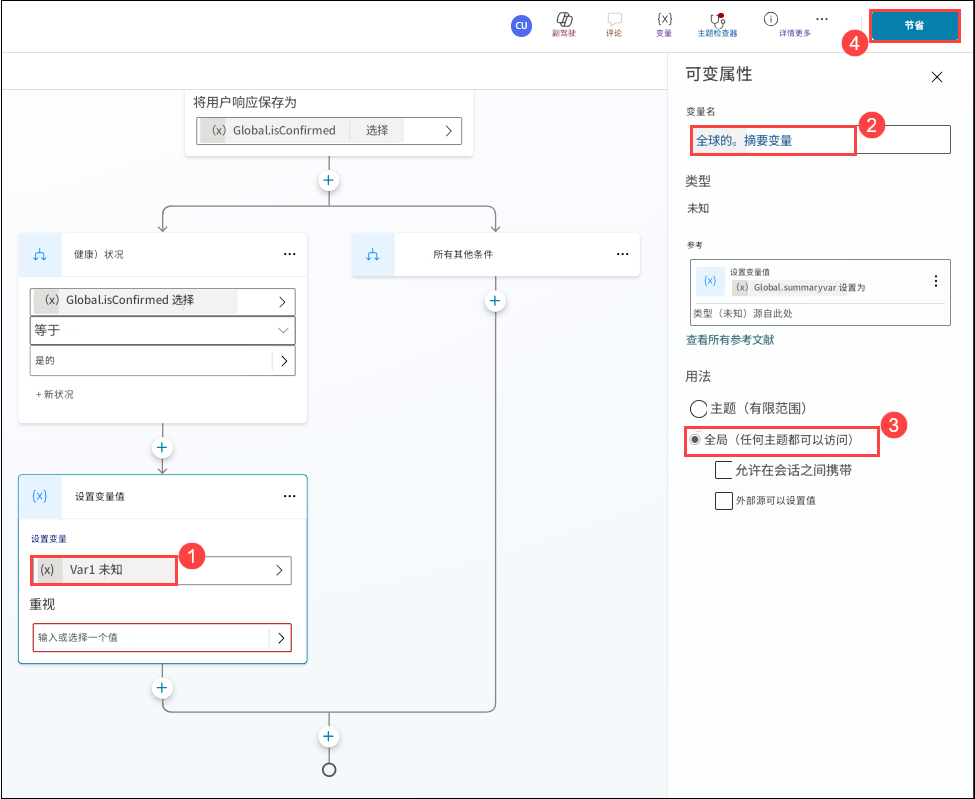 CU
副驾驶
评论
{x}
变量
主题检查器
详情更多
节省
4
可变属性
变量名
全球的。摘要变量
2
类型
未知
参考
{x}
设置变量值
(x) Global.summaryvar 设置为
类型（未知）源自此处
查看所有参考文献
用法
主题（有限范围）
全局（任何主题都可以访问）
3
允许在会话之间携带
外部源可以设置值
将用户响应保存为
(x) Global.isConfirmed 选择
健康）状况
所有其他条件
(x) Global.isConfirmed 选择
等于
是的
+ 新状况
{x}
设置变量值
设置变量
1
(x) Var1 未知
重视
输入或选择一个值